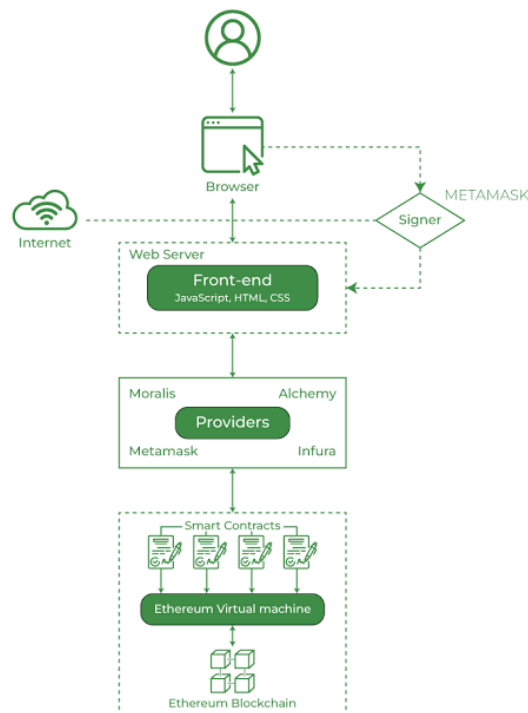 Browser
METAMASK
Signer
Internet
Web Server
Front-end
JavaScript, HTML, CSS
Moralis
Alchemy
Providers
Metamask
Infura
Smart Contracts
Ethereum Virtual machine
Ethereum Blockchain